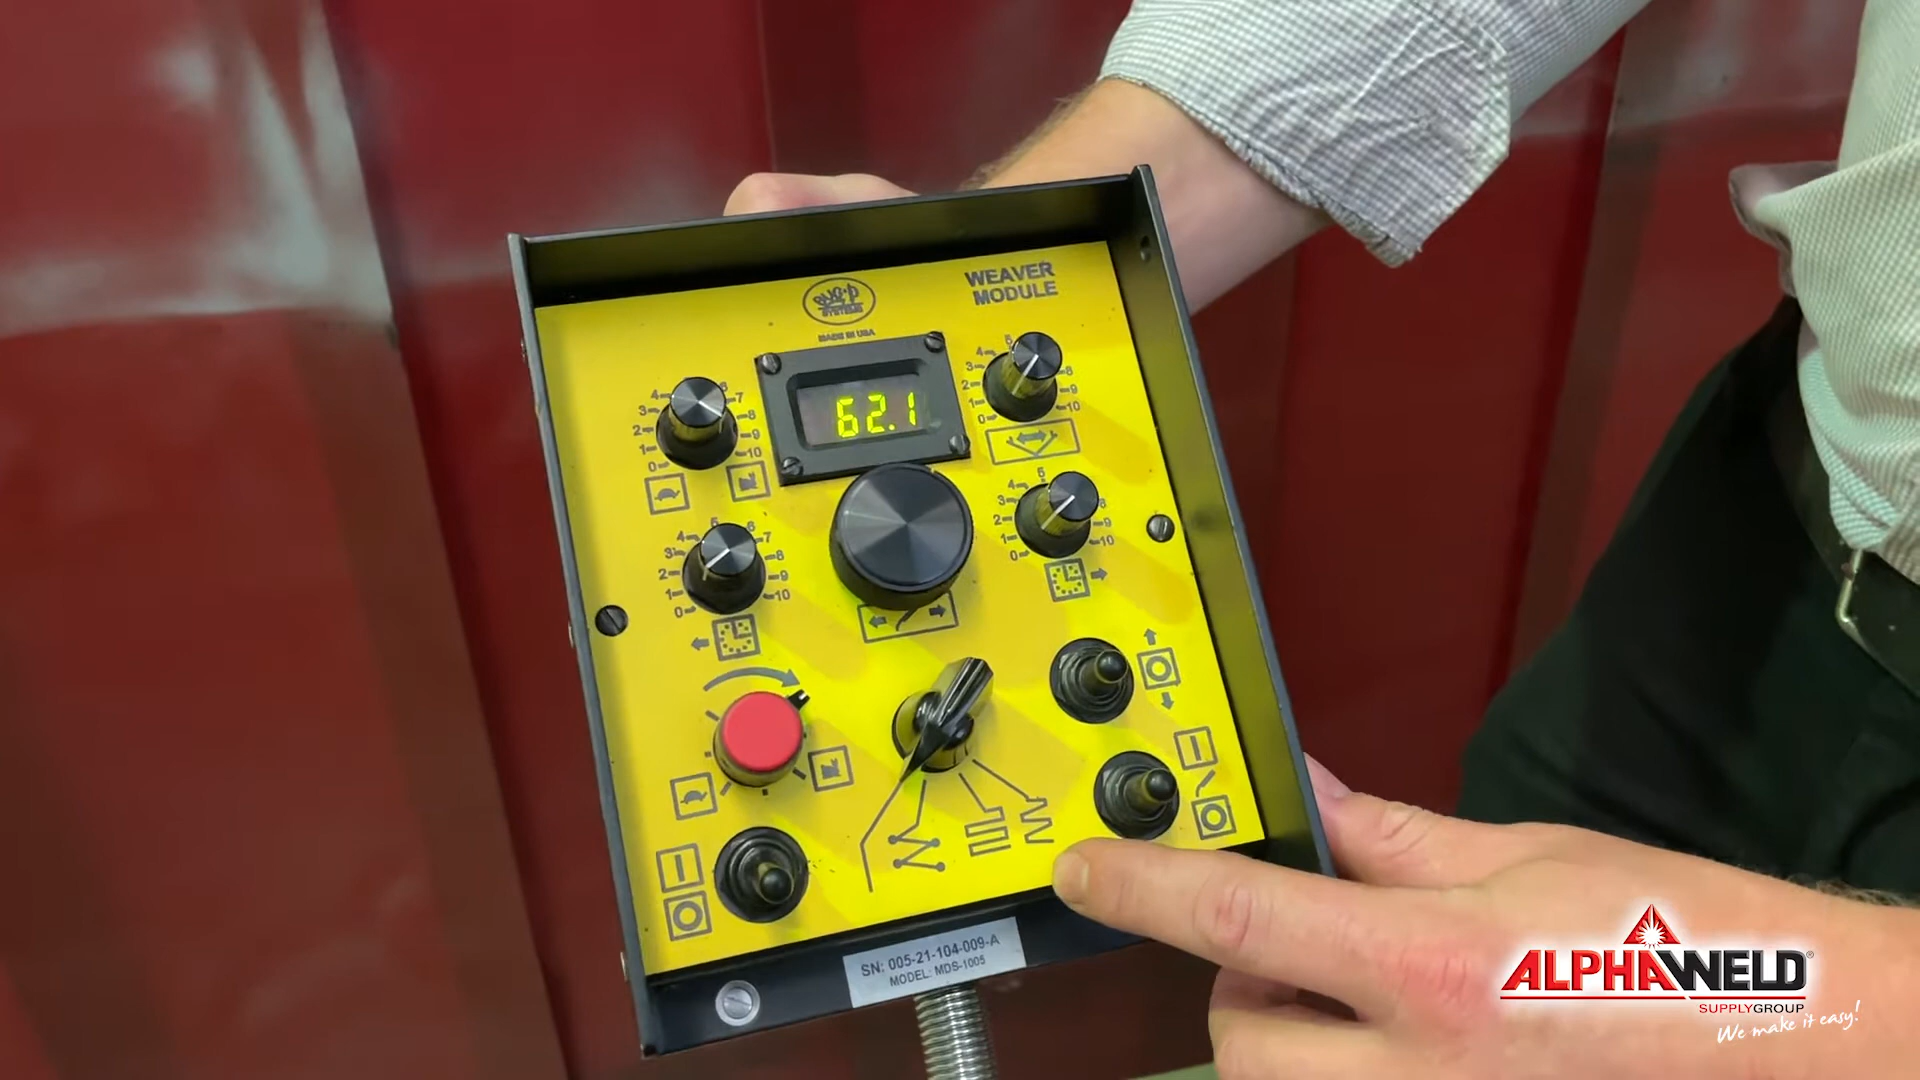 WEAVER
MODULE
BUG-O
SYSTEMS
MADE IN USA
62.1
4 3 2 1 0 6 7 8 9 10
5 4 3 2 1 0 8 9 10
5 4 3 2 1 0 8 9 10
5 4 3 2 1 0 6 7 8 9 10
SN: 005-21-104-009-A
MODEL: MDS-1005
ALPHAWELD®
SUPPLYGROUP
We make it easy!